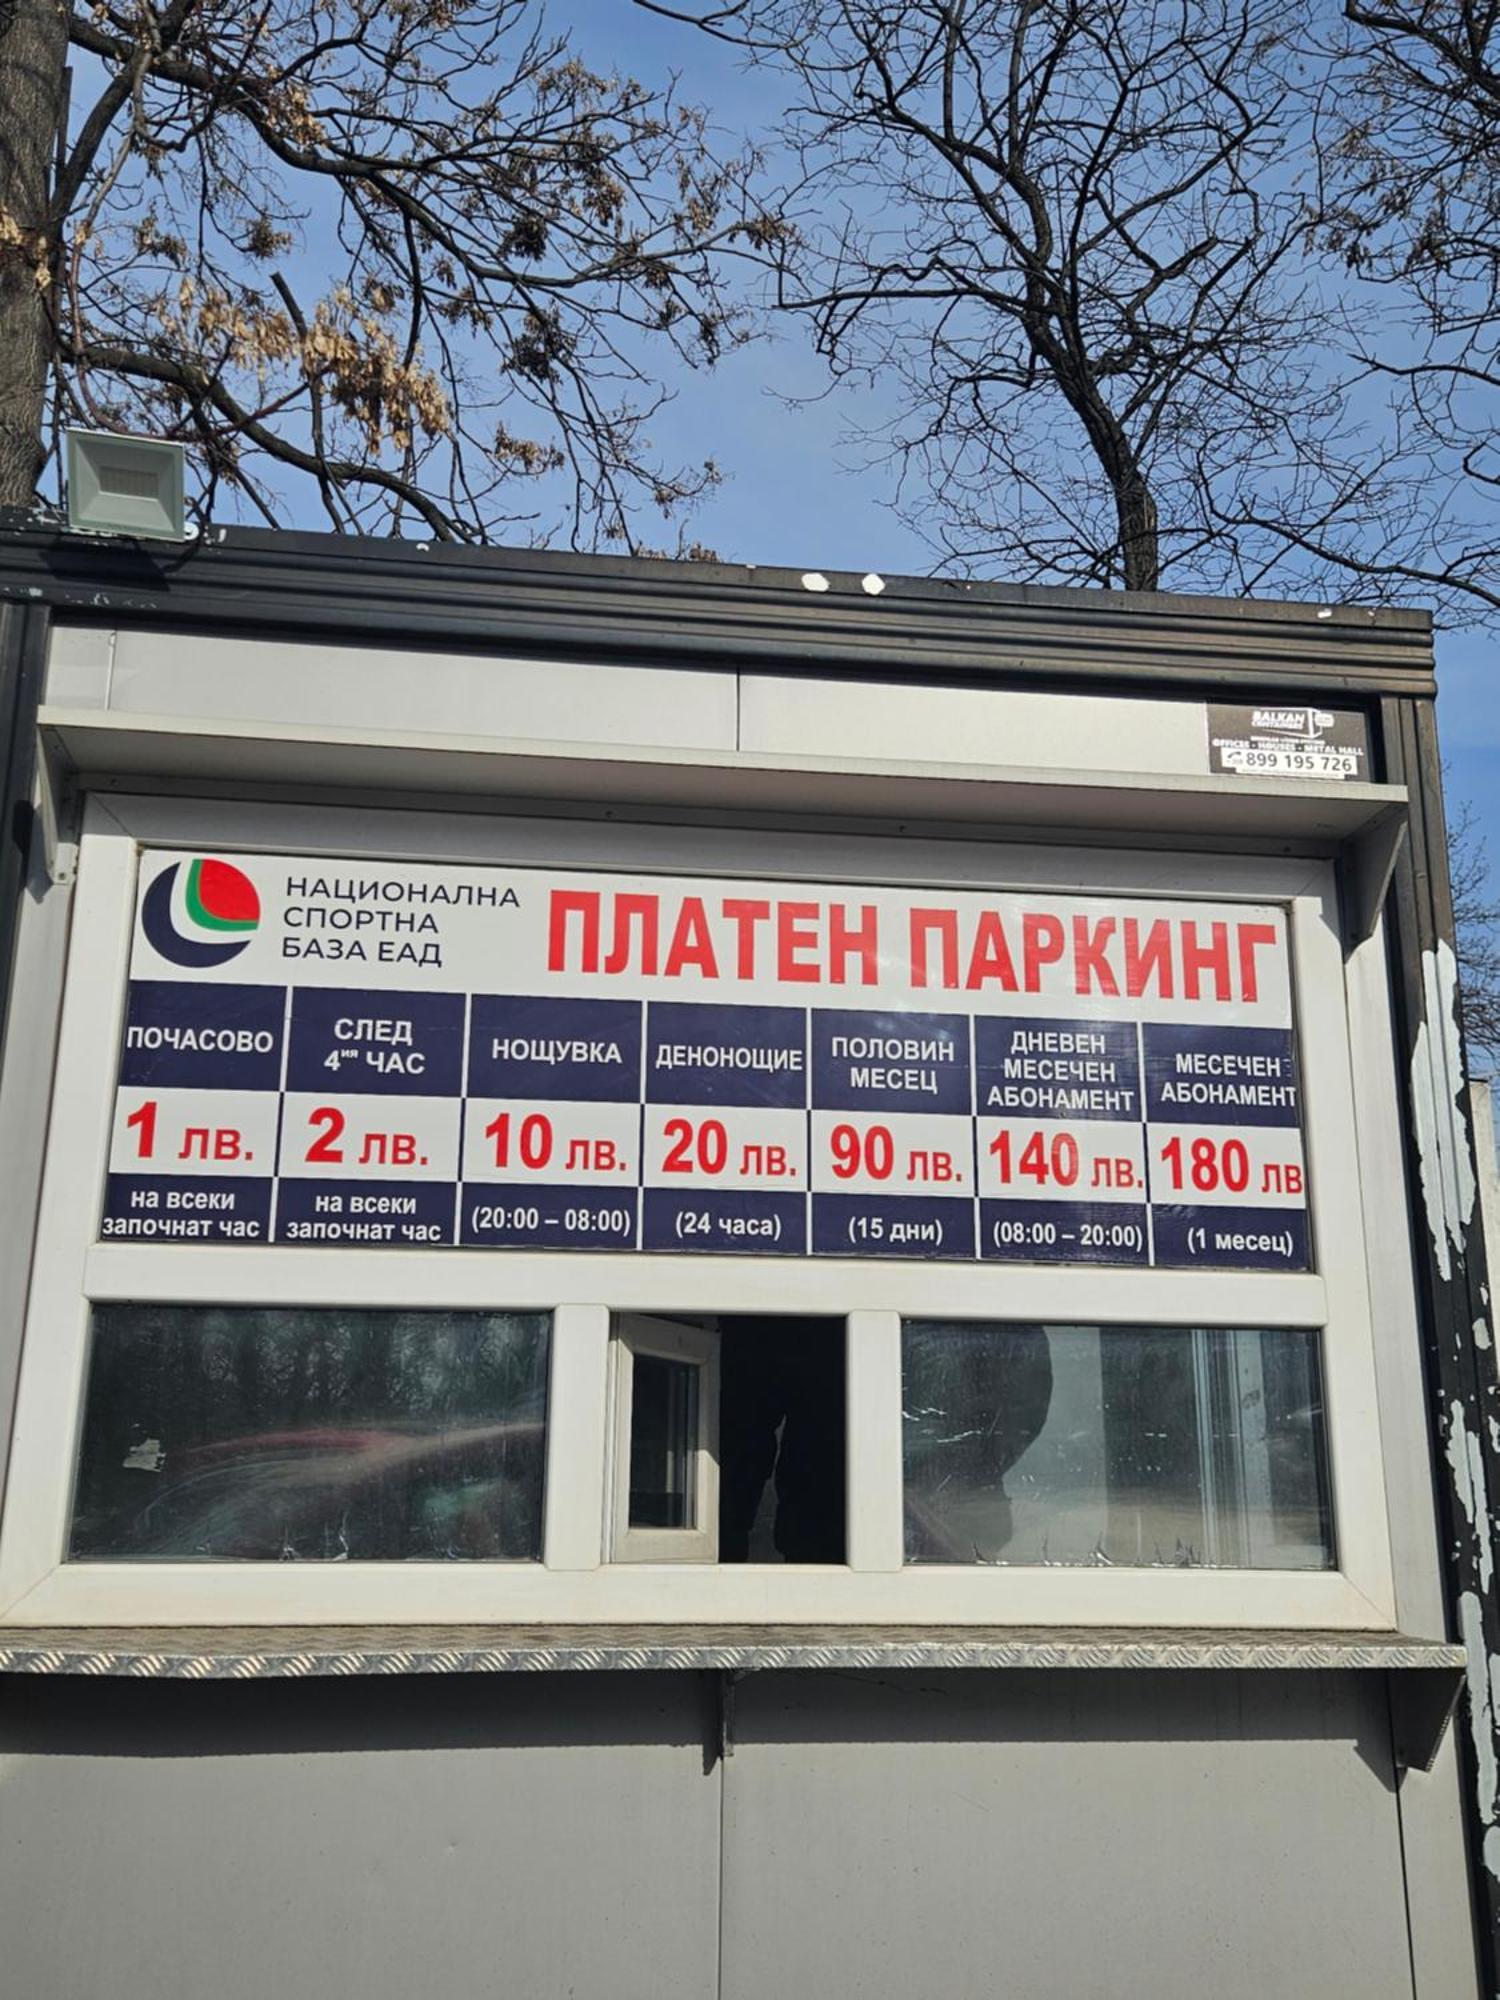 BALKAN
CONTAINERS
OFFICES - HOUSES - METAL HALL
899 195 726
НАЦИОНАЛНА
СПОРТНА
БАЗА ЕАД
ПЛАТЕН ПАРКИНГ
ПОЧАСОВО
СЛЕД
4ия ЧАС
НОЩУВКА
ДЕНОНОЩИЕ
ПОЛОВИН
МЕСЕЦ
ДНЕВЕН
МЕСЕЧЕН
АБОНАМЕНТ
МЕСЕЧЕН
АБОНАМЕНТ
1 лв.
2 лв.
10 лв.
20 лв.
90 лв.
140 лв.
180 лв
на всеки
започнат час
на всеки
започнат час
(20:00 – 08:00)
(24 часа)
(15 дни)
(08:00 – 20:00)
(1 месец)